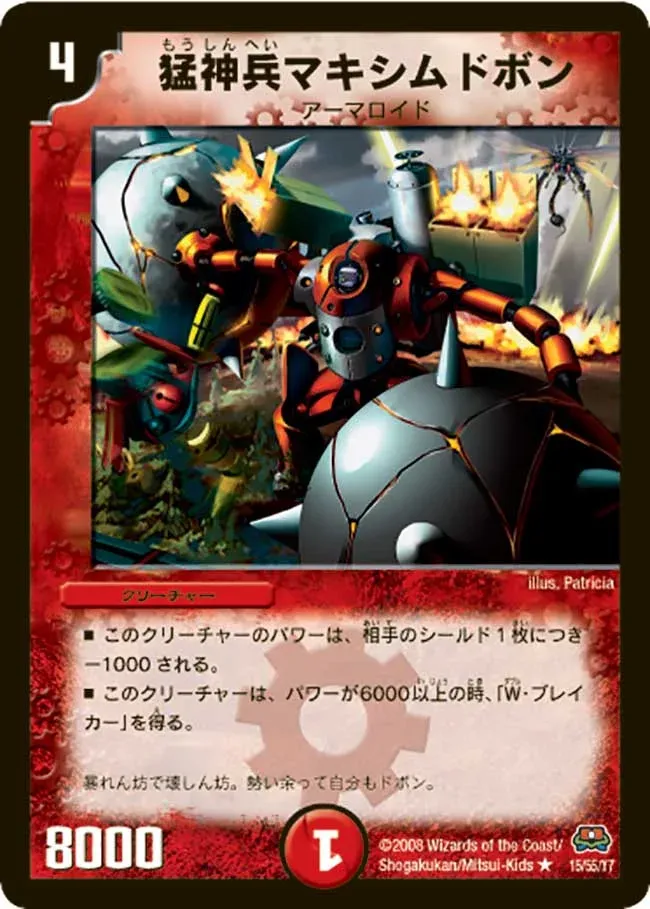 4
もうしんへい
猛神兵マキシムドボン
アーマロイド
illus. Patricia
クリーチャー
■ このクリーチャーのパワーは、相手のシールド1枚につき
－1000 される。
■ このクリーチャーは、パワーが6000以上の時、「W・ブレイ
カー」を得る。
暴れん坊で壊しん坊。勢い余って自分もドボン。
8000
1
©2008 Wizards of the Coast/
Shogakukan/Mitsui-Kids ★
15/55/Y7